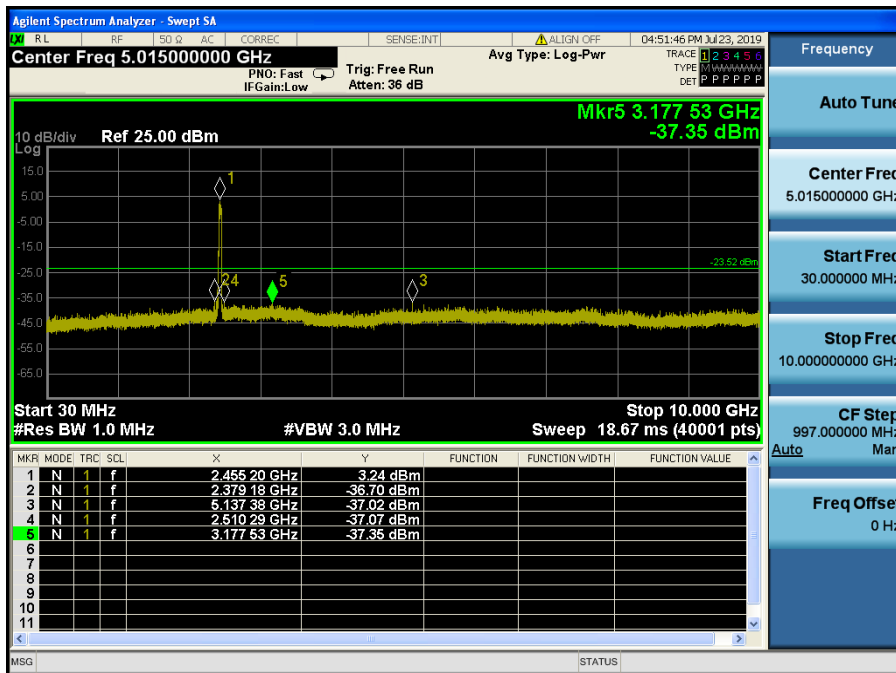 Agilent Spectrum Analyzer - Swept SA
LXI RL RF 50 Ω AC CORREC SENSE:INT ALIGN OFF 04:51:46 PM Jul 23, 2019
Center Freq 5.015000000 GHz
PNO: Fast
IFGain:Low
Trig: Free Run
Atten: 36 dB
Avg Type: Log-Pwr
TRACE 1 2 3 4 5 6
TYPE M W W W W W
DET P P P P P P
Mkr5 3.177 53 GHz
-37.35 dBm
10 dB/div Ref 25.00 dBm
Log
15.0
5.00
-5.00
-15.0
-25.0
-35.0
-45.0
-55.0
-65.0
1
24
5
3
-23.52 dBm
Start 30 MHz Stop 10.000 GHz
#Res BW 1.0 MHz #VBW 3.0 MHz Sweep 18.67 ms (40001 pts)
MKR MODE TRC SCL X Y FUNCTION FUNCTION WIDTH FUNCTION VALUE
1 N 1 f 2.455 20 GHz 3.24 dBm
2 N 1 f 2.379 18 GHz -36.70 dBm
3 N 1 f 5.137 38 GHz -37.02 dBm
4 N 1 f 2.510 29 GHz -37.07 dBm
5 N 1 f 3.177 53 GHz -37.35 dBm
6
7
8
9
10
11
MSG STATUS
Frequency
Auto Tune
Center Freq
5.015000000 GHz
Start Freq
30.000000 MHz
Stop Freq
10.000000000 GHz
CF Step
997.000000 MHz
Auto Man
Freq Offset
0 Hz